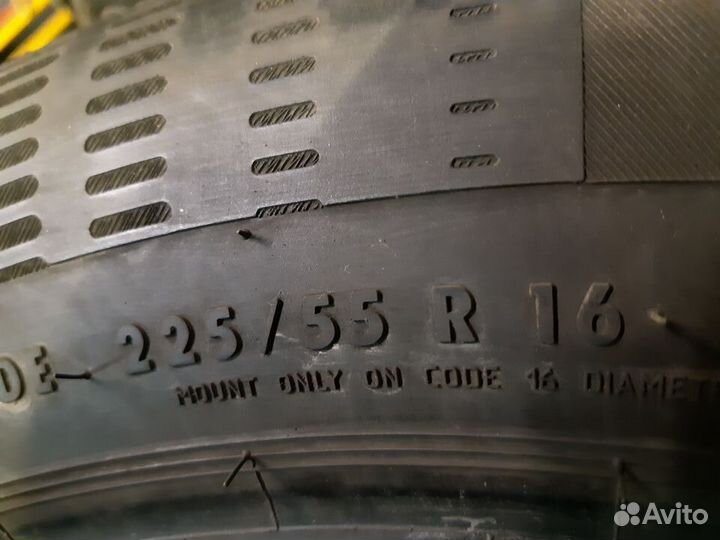 DE 225/55 R 16
MOUNT ONLY ON CODE 16 DIAMET
Avito